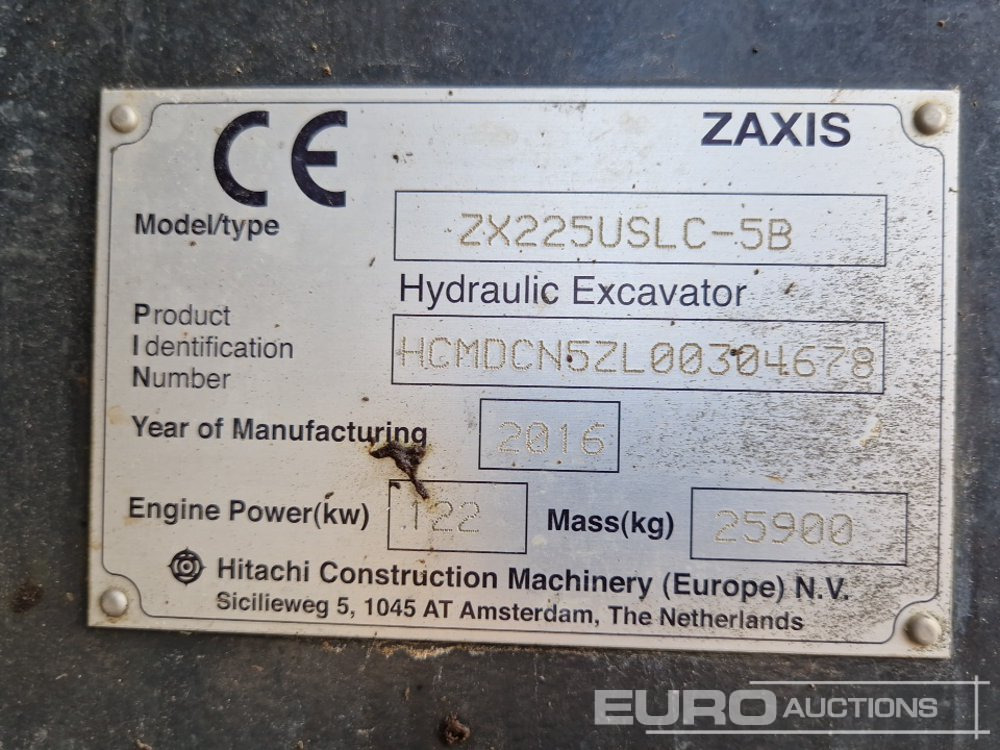 CE ZAXIS
Model/type ZX225USLC-5B
Hydraulic Excavator
Product
Identification HCMDCN5ZL00304678
Number
Year of Manufacturing 2016
Engine Power(kw) 122 Mass(kg) 25900
Hitachi Construction Machinery (Europe) N.V.
Sicilieweg 5, 1045 AT Amsterdam, The Netherlands
EURO AUCTIONS